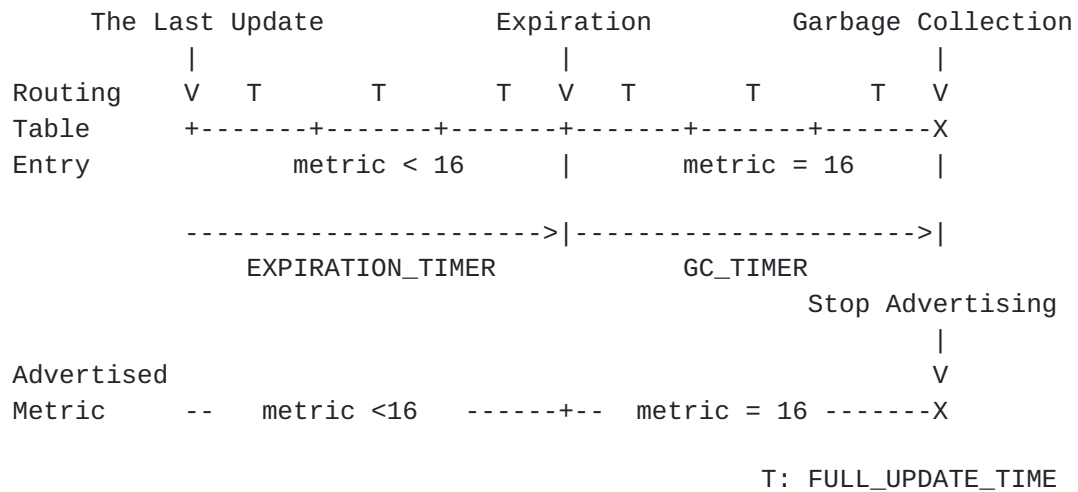 The Last Update           Expiration         Garbage Collection
|                       |                       |
Routing    V   T       T       T   V   T       T       T   V
Table      +-------+-------+-------+-------+-------+-------X
Entry             metric < 16      |       metric = 16     |
----------------------->|---------------------->|
EXPIRATION_TIMER            GC_TIMER
Stop Advertising
|
Advertised                                                 V
Metric     --   metric <16   ------+--  metric = 16 -------X
T: FULL_UPDATE_TIME